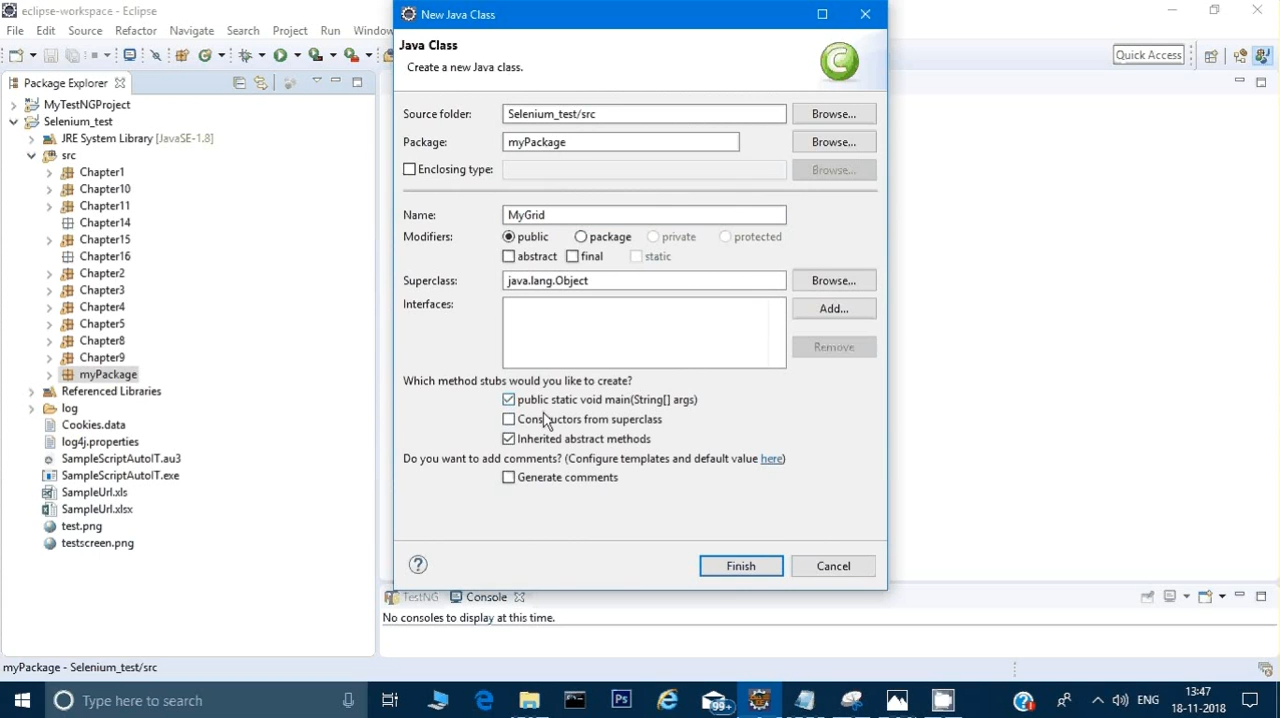 eclipse-workspace - Eclipse
File Edit Source Refactor Navigate Search Project Run Window
Quick Access
Package Explorer
MyTestNGProject
Selenium_test
JRE System Library [JavaSE-1.8]
src
Chapter1
Chapter10
Chapter11
Chapter14
Chapter15
Chapter16
Chapter2
Chapter3
Chapter4
Chapter5
Chapter8
Chapter9
myPackage
Referenced Libraries
log
Cookies.data
log4j.properties
SampleScriptAutoIT.au3
SampleScriptAutoIT.exe
SampleUrl.xls
SampleUrl.xlsx
test.png
testscreen.png
New Java Class
Java Class
Create a new Java class.
C
Source folder: Selenium_test/src Browse...
Package: myPackage Browse...
Enclosing type: Browse...
Name: MyGrid
Modifiers: public package private protected
abstract final static
Superclass: java.lang.Object Browse...
Interfaces: Add...
Remove
Which method stubs would you like to create?
public static void main(String[] args)
Constructors from superclass
Inherited abstract methods
Do you want to add comments? (Configure templates and default value here)
Generate comments
? Finish Cancel
TestNG Console
No consoles to display at this time.
myPackage - Selenium_test/src
Type here to search
Ps
99+
ENG
13:47
18-11-2018